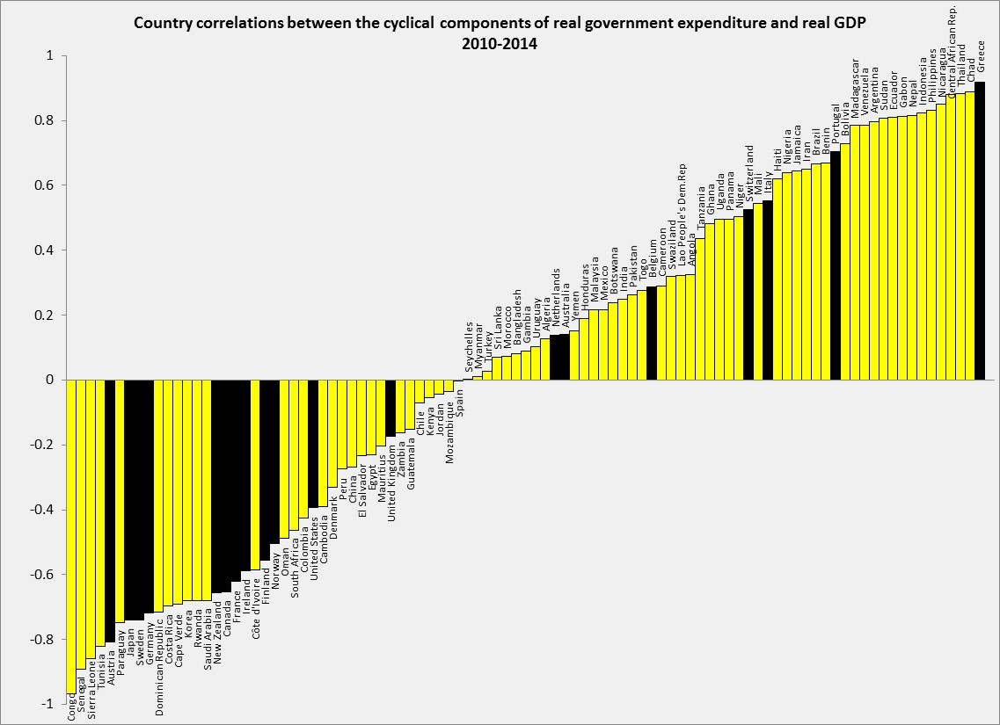 Country correlations between the cyclical components of real government expenditure and real GDP
2010-2014
1
0.8
0.6
0.4
0.2
0
-0.2
-0.4
-0.6
-0.8
-1
Congo
Senegal
Sierra Leone
Tunisia
Austria
Paraguay
Japan
Sweden
Germany
Dominican Republic
Costa Rica
Cape Verde
Korea
Rwanda
Saudi Arabia
New Zealand
Canada
France
Ireland
Côte d'Ivoire
Finland
Norway
Oman
South Africa
Colombia
United States
Cambodia
Denmark
Peru
China
El Salvador
Egypt
Mauritius
United Kingdom
Zambia
Guatemala
Chile
Kenya
Jordan
Mozambique
Spain
Seychelles
Myanmar
Turkey
Sri Lanka
Morocco
Bangladesh
Gambia
Uruguay
Algeria
Netherlands
Australia
Yemen
Honduras
Malaysia
Mexico
Botswana
India
Pakistan
Togo
Belgium
Cameroon
Swaziland
Lao People's Dem.Rep
Angola
Tanzania
Ghana
Uganda
Panama
Niger
Switzerland
Mali
Italy
Haiti
Nigeria
Jamaica
Iran
Brazil
Benin
Portugal
Bolivia
Madagascar
Venezuela
Argentina
Sudan
Ecuador
Gabon
Nepal
Indonesia
Philippines
Nicaragua
Central African Rep.
Thailand
Chad
Greece